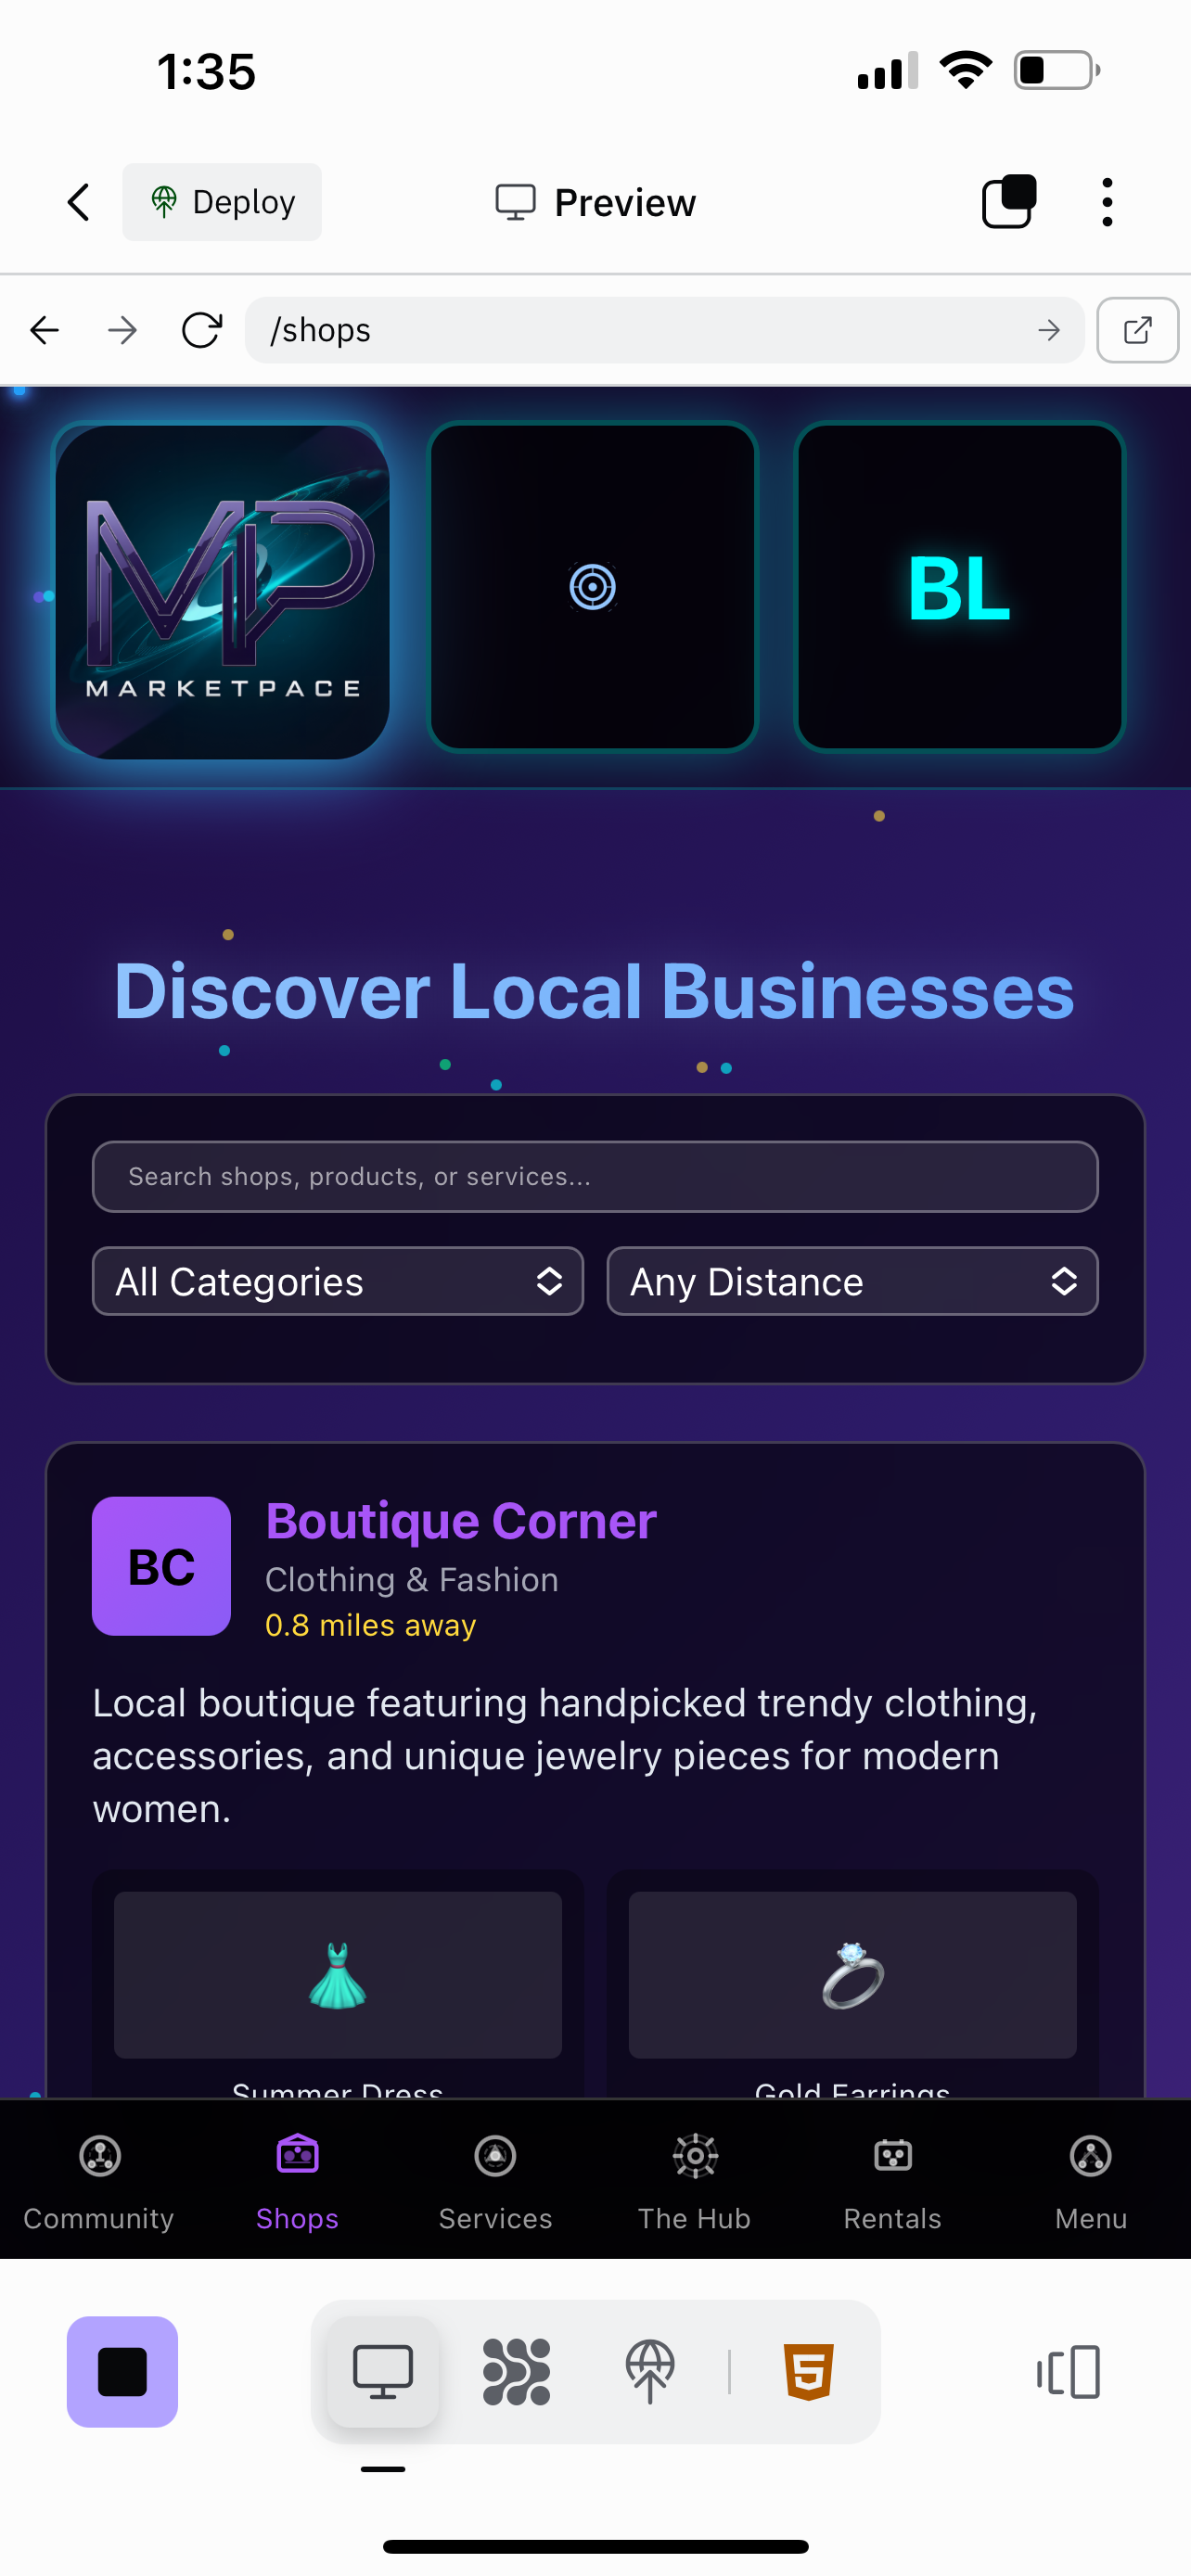 1:35
Deploy
Preview
/shops
MP
MARKETPACE
BL
Discover Local Businesses
Search shops, products, or services...
All Categories
Any Distance
BC
Boutique Corner
Clothing & Fashion
0.8 miles away
Local boutique featuring handpicked trendy clothing,
accessories, and unique jewelry pieces for modern
women.
Summer Dress
Gold Earrings
Community
Shops
Services
The Hub
Rentals
Menu
5